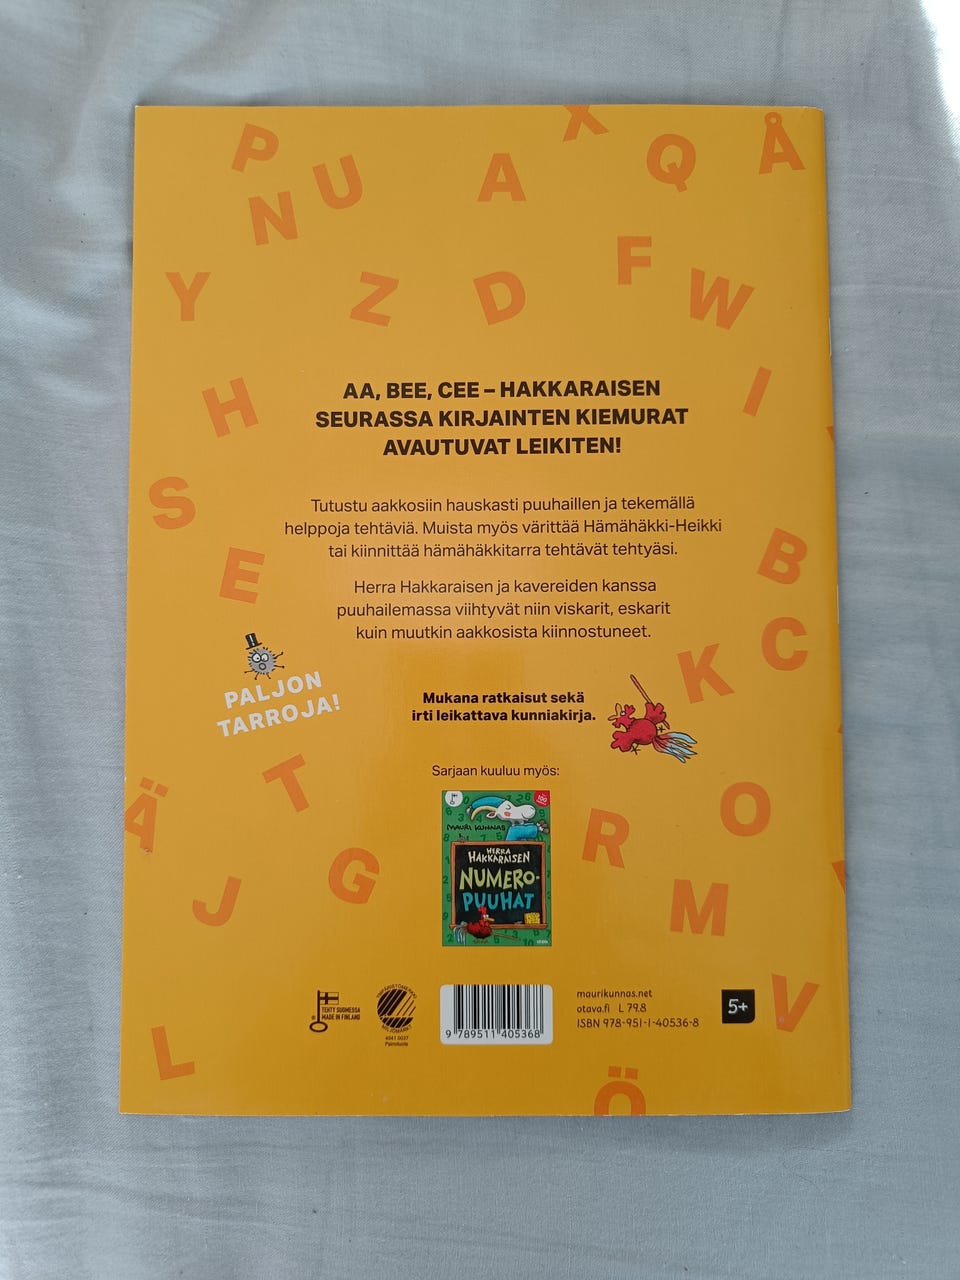 X
P
U
A
Q
Å
N
F
Y
Z
D
W
H
I
AA, BEE, CEE – HAKKARAISEN
SEURASSA KIRJAINTEN KIEMURAT
AVAUTUVAT LEIKITEN!
S
Tutustu aakkosiin hauskasti puuhaillen ja tekemällä
helppoja tehtäviä. Muista myös värittää Hämähäkki-Heikki
tai kiinnittää hämähäkkitarra tehtävät tehtyäsi.
B
E
Herra Hakkaraisen ja kavereiden kanssa
puuhailemassa viihtyvät niin viskarit, eskarit
kuin muutkin aakkosista kiinnostuneet.
C
K
PALJON
TARROJA!
Mukana ratkaisut sekä
irti leikattava kunniakirja.
Sarjaan kuuluu myös:
T
Ä
O
MAURI KUNNAS
HERRA
HAKKARAISEN
NUMERO-
PUUHAT
R
G
J
M
TEHTY SUOMESSA
MADE IN FINLAND
4041 0037
Painotuote
9 789511 405368
maurikunnas.net
otava.fi L 79.8
ISBN 978-951-1-40536-8
5+
V
L
Ö